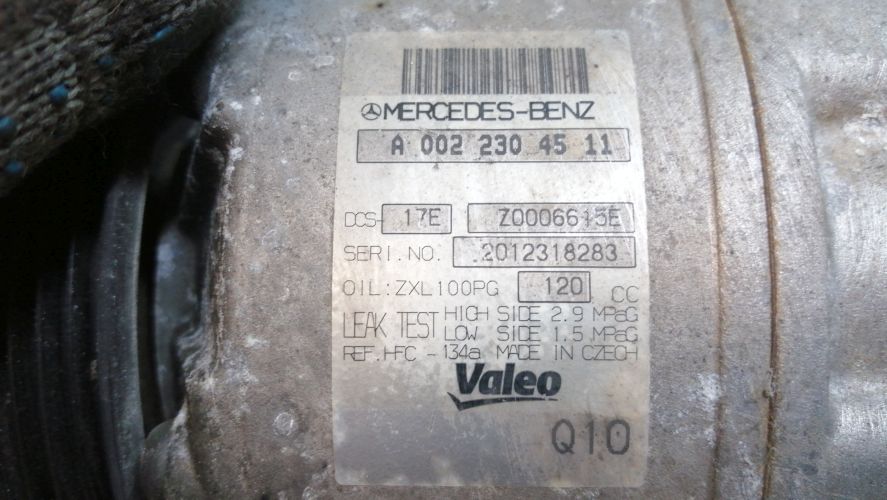 MERCEDES-BENZ
A 002 230 45 11
DCS- 17E Z0006615E
SERI.NO. 2012318283
OIL:ZXL100PG 120 CC
LEAK TEST HIGH SIDE 2.9 MPaG
LOW SIDE 1.5 MPaG
REF.HFC - 134a MADE IN CZECH
Valeo
Q10